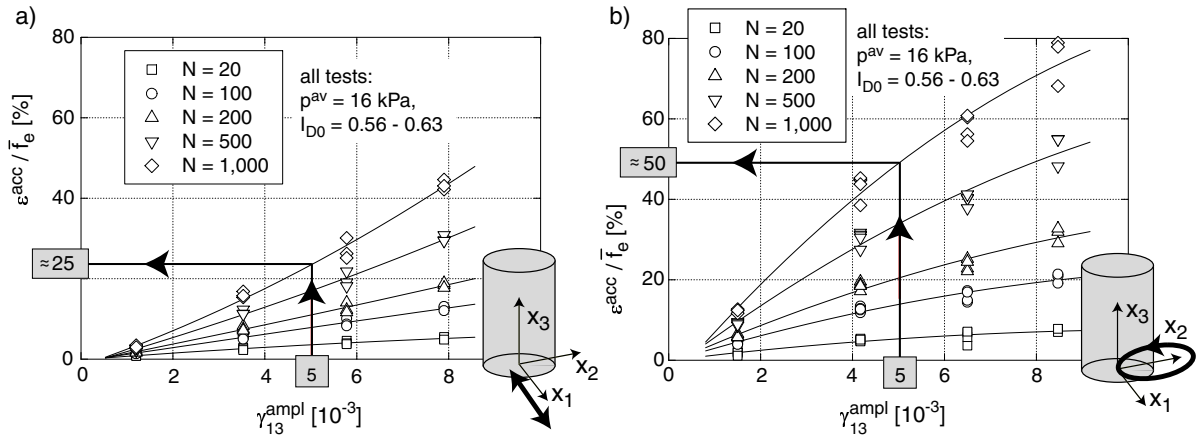 a)
ε^acc / f̄_e [%]
80
60
40
20
0
≈25
N = 20
N = 100
N = 200
N = 500
N = 1,000
all tests:
p^av = 16 kPa,
I_D0 = 0.56 - 0.63
0 2 4 5 6 8
γ_13^ampl [10^-3]
x_3
x_2
x_1
b)
ε^acc / f̄_e [%]
80
60
40
20
0
≈50
N = 20
N = 100
N = 200
N = 500
N = 1,000
all tests:
p^av = 16 kPa,
I_D0 = 0.56 - 0.63
0 2 4 5 6 8
γ_13^ampl [10^-3]
x_3
x_2
x_1